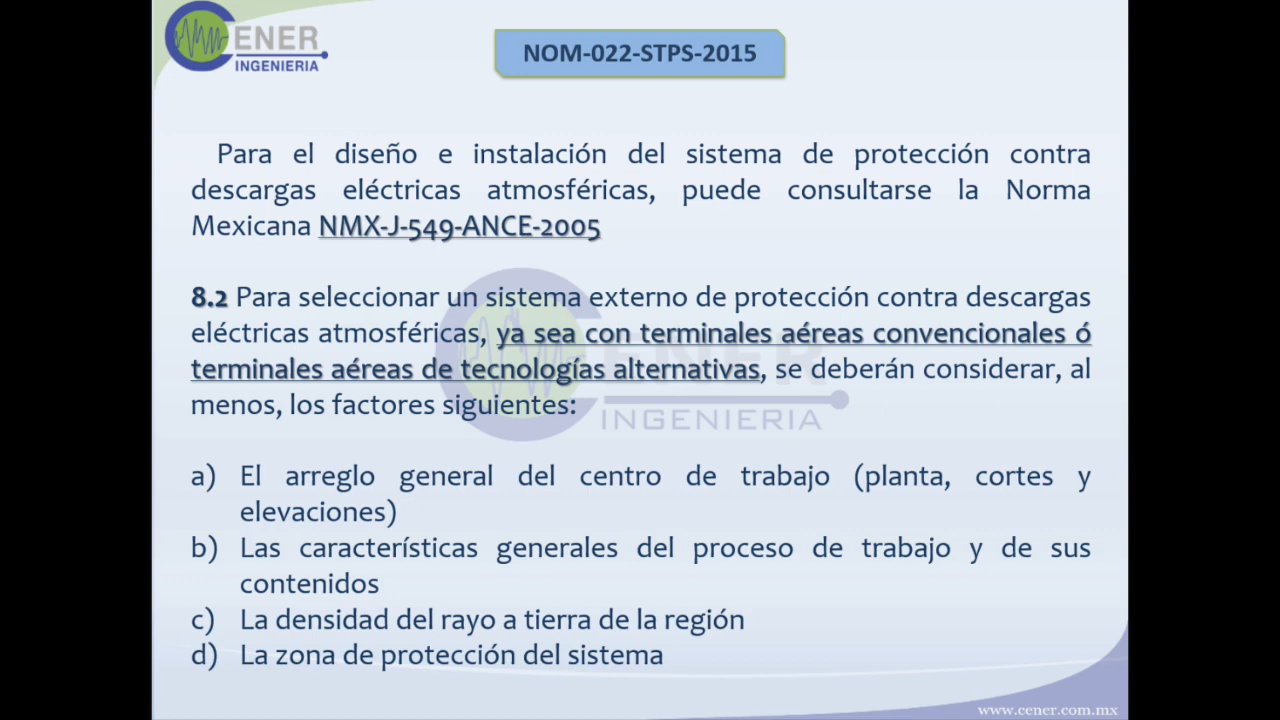 ENER
INGENIERIA
NOM-022-STPS-2015
Para el diseño e instalación del sistema de protección contra
descargas eléctricas atmosféricas, puede consultarse la Norma
Mexicana NMX-J-549-ANCE-2005
8.2 Para seleccionar un sistema externo de protección contra descargas
eléctricas atmosféricas, ya sea con terminales aéreas convencionales ó
terminales aéreas de tecnologías alternativas, se deberán considerar, al
menos, los factores siguientes:
ENER
INGENIERIA
a) El arreglo general del centro de trabajo (planta, cortes y
elevaciones)
b) Las características generales del proceso de trabajo y de sus
contenidos
c) La densidad del rayo a tierra de la región
d) La zona de protección del sistema
www.cener.com.mx